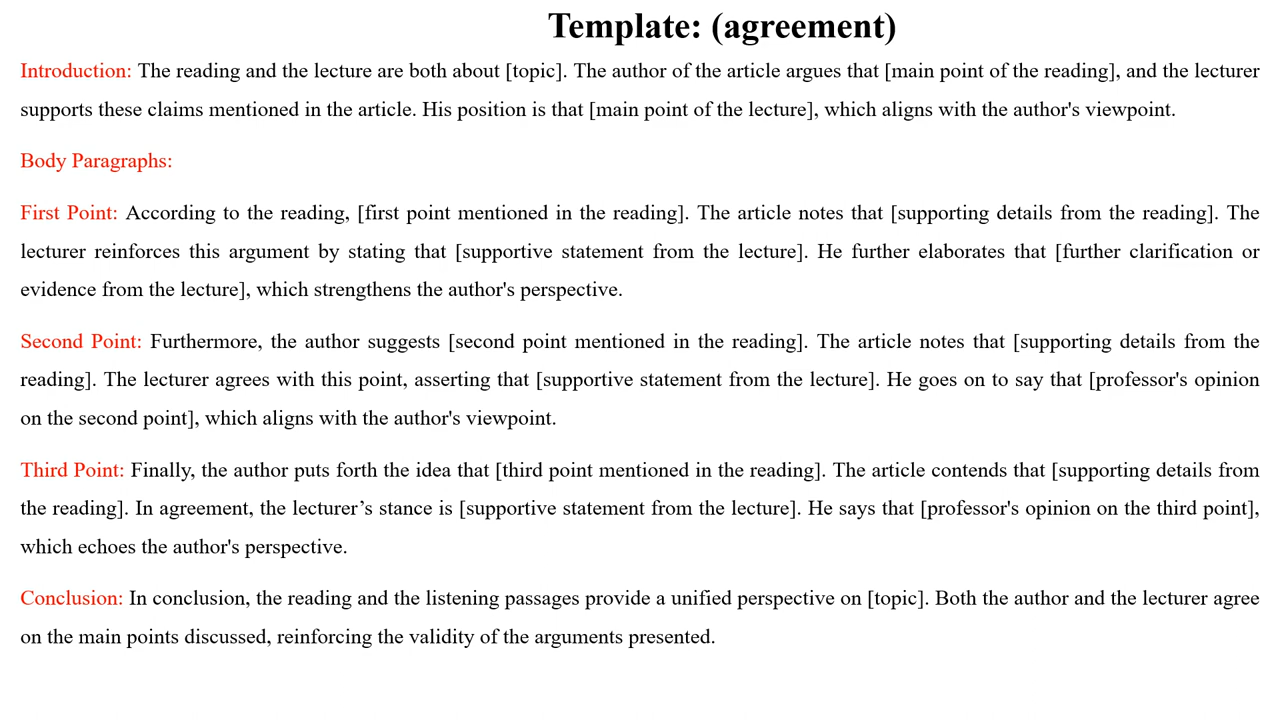 Template: (agreement)
Introduction: The reading and the lecture are both about [topic]. The author of the article argues that [main point of the reading], and the lecturer
supports these claims mentioned in the article. His position is that [main point of the lecture], which aligns with the author's viewpoint.
Body Paragraphs:
First Point: According to the reading, [first point mentioned in the reading]. The article notes that [supporting details from the reading]. The
lecturer reinforces this argument by stating that [supportive statement from the lecture]. He further elaborates that [further clarification or
evidence from the lecture], which strengthens the author's perspective.
Second Point: Furthermore, the author suggests [second point mentioned in the reading]. The article notes that [supporting details from the
reading]. The lecturer agrees with this point, asserting that [supportive statement from the lecture]. He goes on to say that [professor's opinion
on the second point], which aligns with the author's viewpoint.
Third Point: Finally, the author puts forth the idea that [third point mentioned in the reading]. The article contends that [supporting details from
the reading]. In agreement, the lecturer’s stance is [supportive statement from the lecture]. He says that [professor's opinion on the third point],
which echoes the author's perspective.
Conclusion: In conclusion, the reading and the listening passages provide a unified perspective on [topic]. Both the author and the lecturer agree
on the main points discussed, reinforcing the validity of the arguments presented.